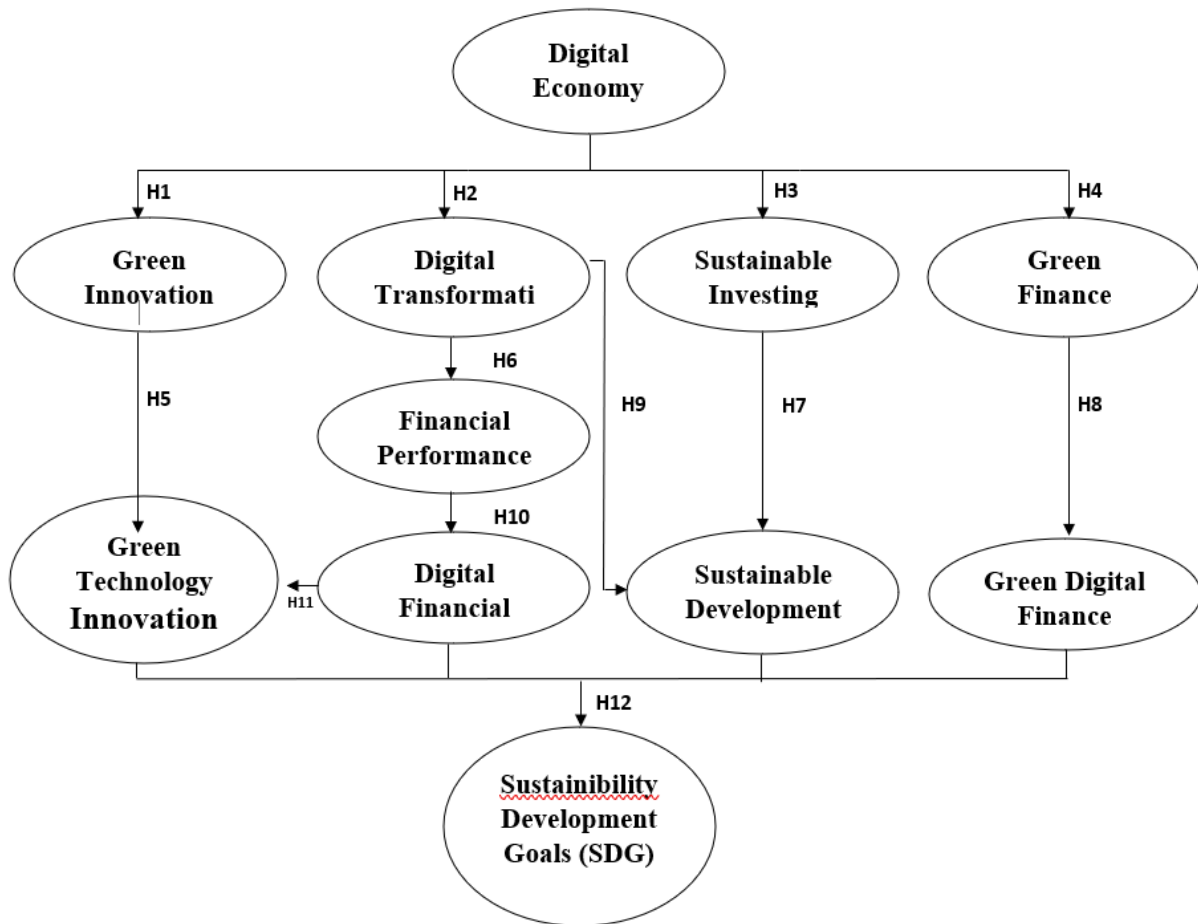 Digital
Economy
H1
H2
H3
H4
Green
Innovation
Digital
Transformati
Sustainable
Investing
Green
Finance
H5
H6
H9
H7
H8
Financial
Performance
H10
Green
Technology
Innovation
H11
Digital
Financial
Sustainable
Development
Green Digital
Finance
H12
Sustainibility
Development
Goals (SDG)